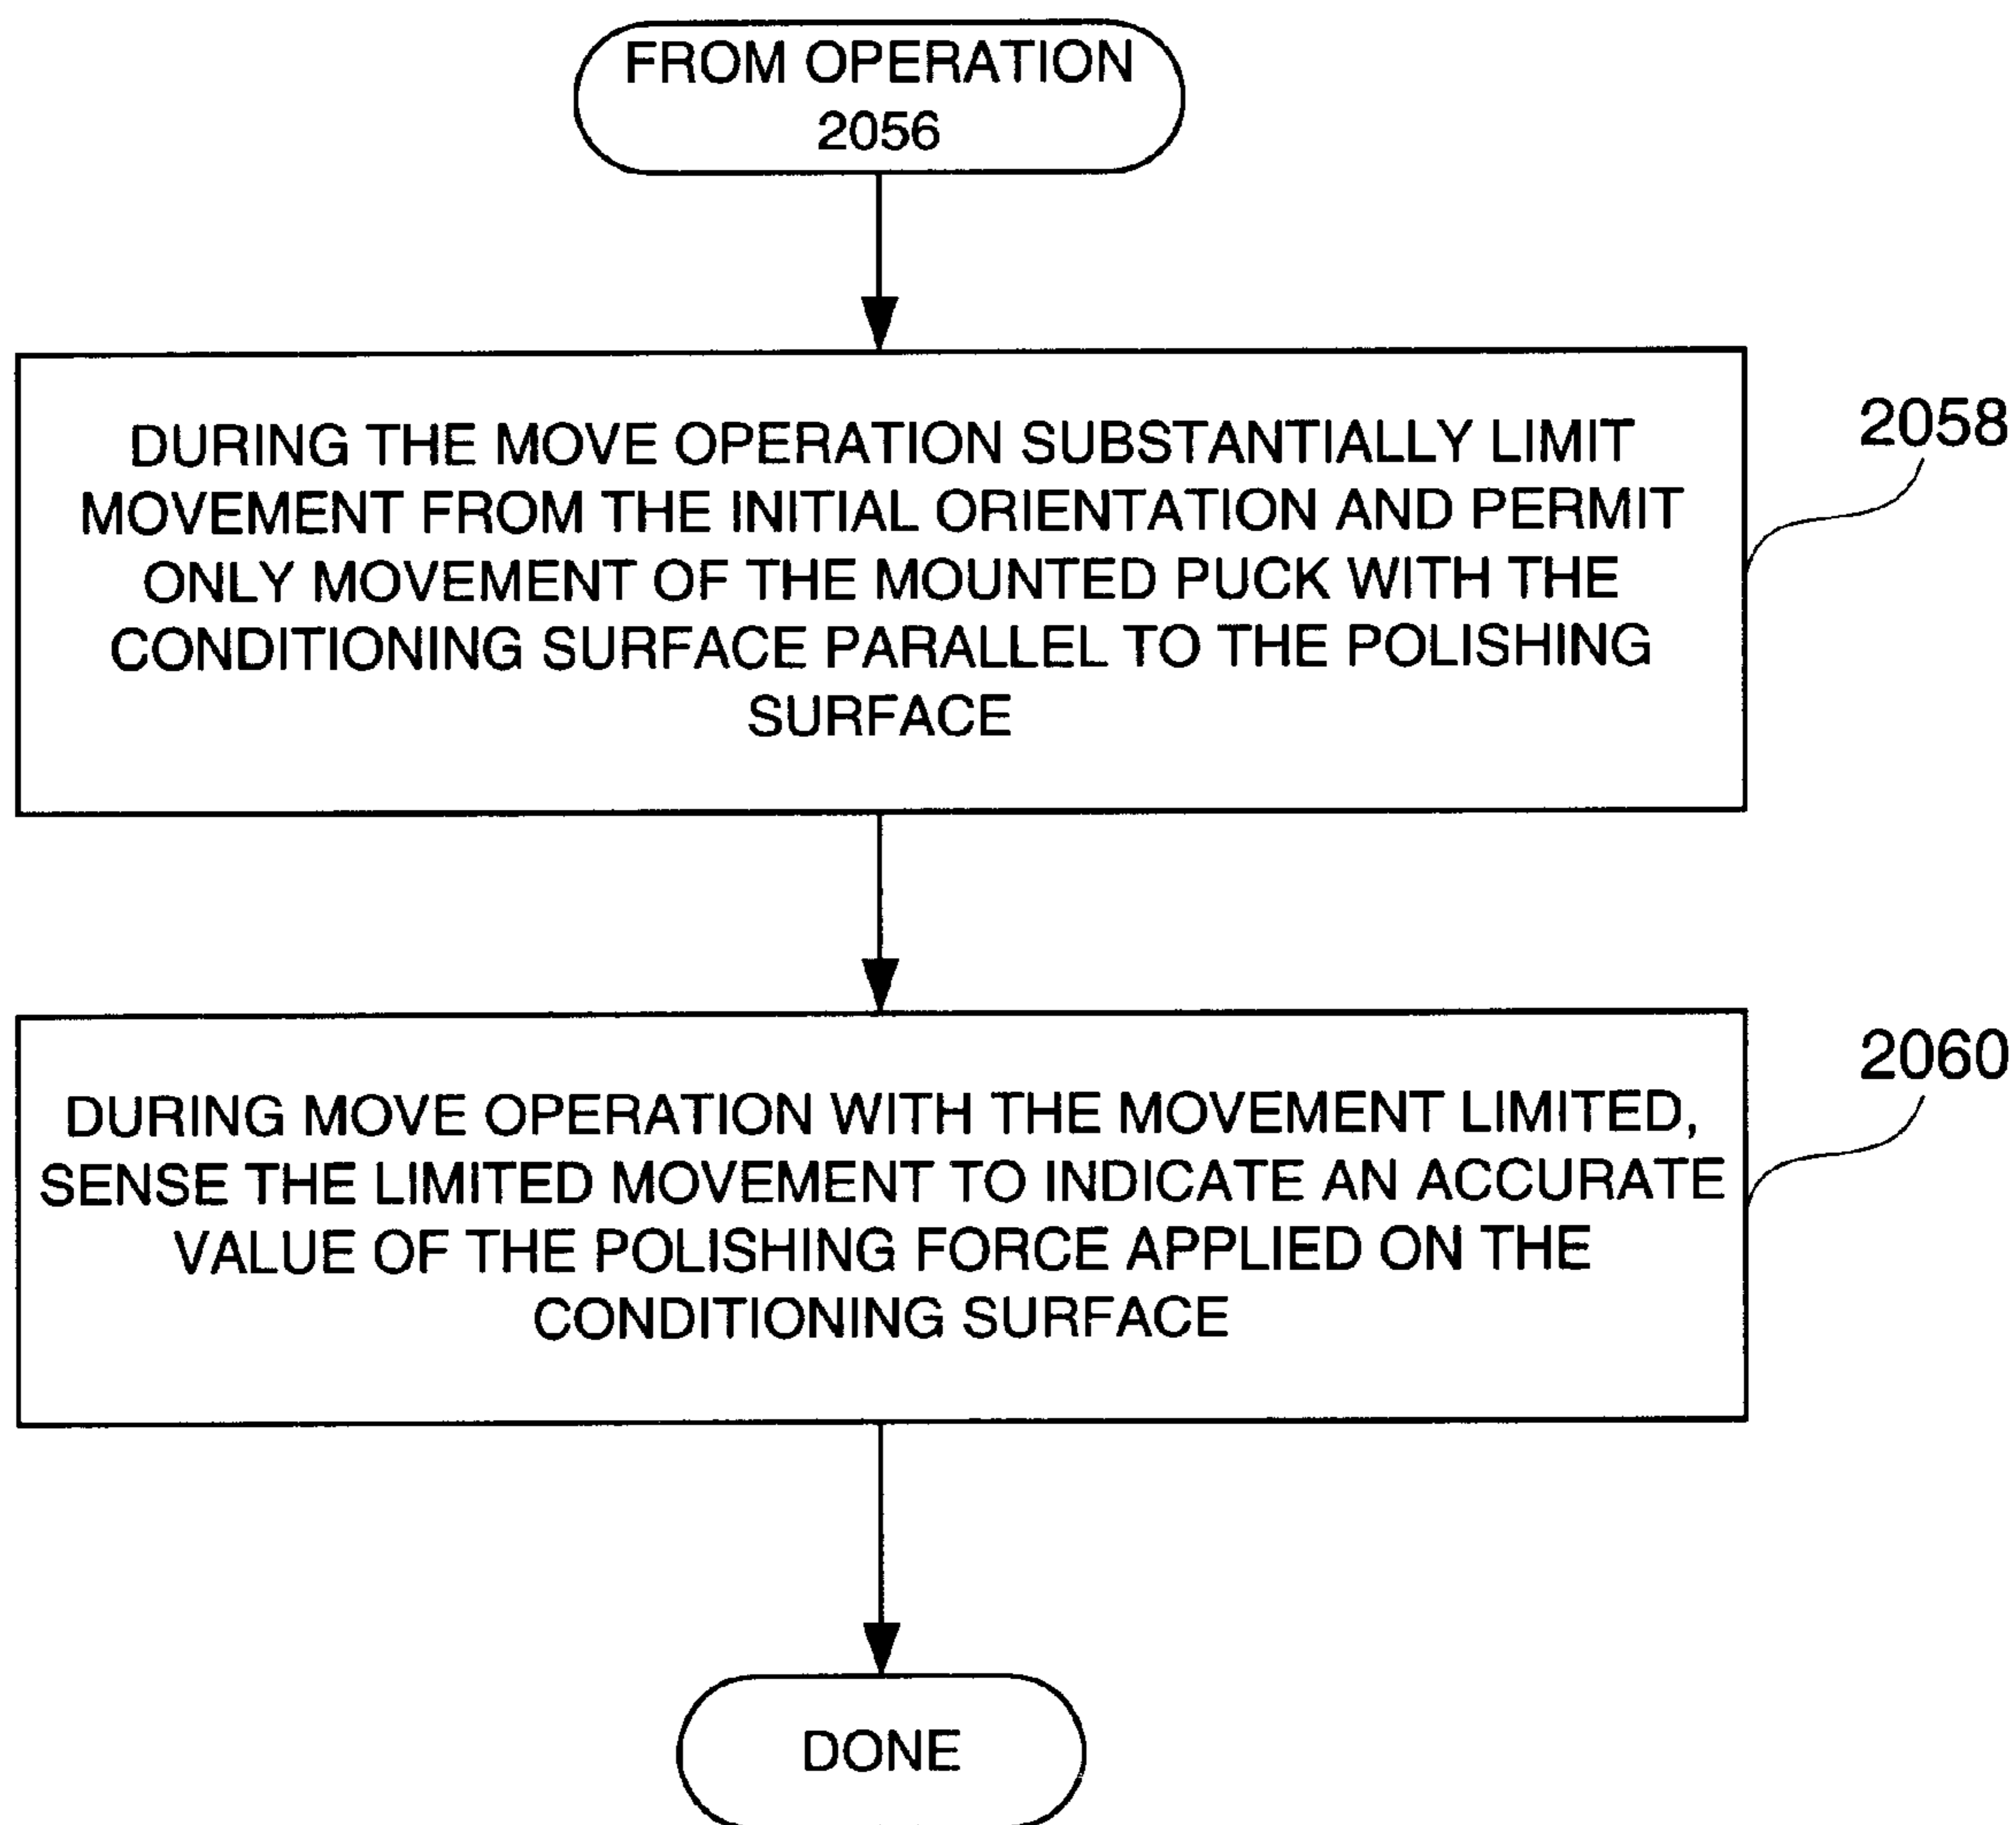 FROM OPERATION
2056
DURING THE MOVE OPERATION SUBSTANTIALLY LIMIT
MOVEMENT FROM THE INITIAL ORIENTATION AND PERMIT
ONLY MOVEMENT OF THE MOUNTED PUCK WITH THE
CONDITIONING SURFACE PARALLEL TO THE POLISHING
SURFACE
2058
DURING MOVE OPERATION WITH THE MOVEMENT LIMITED,
SENSE THE LIMITED MOVEMENT TO INDICATE AN ACCURATE
VALUE OF THE POLISHING FORCE APPLIED ON THE
CONDITIONING SURFACE
2060
DONE